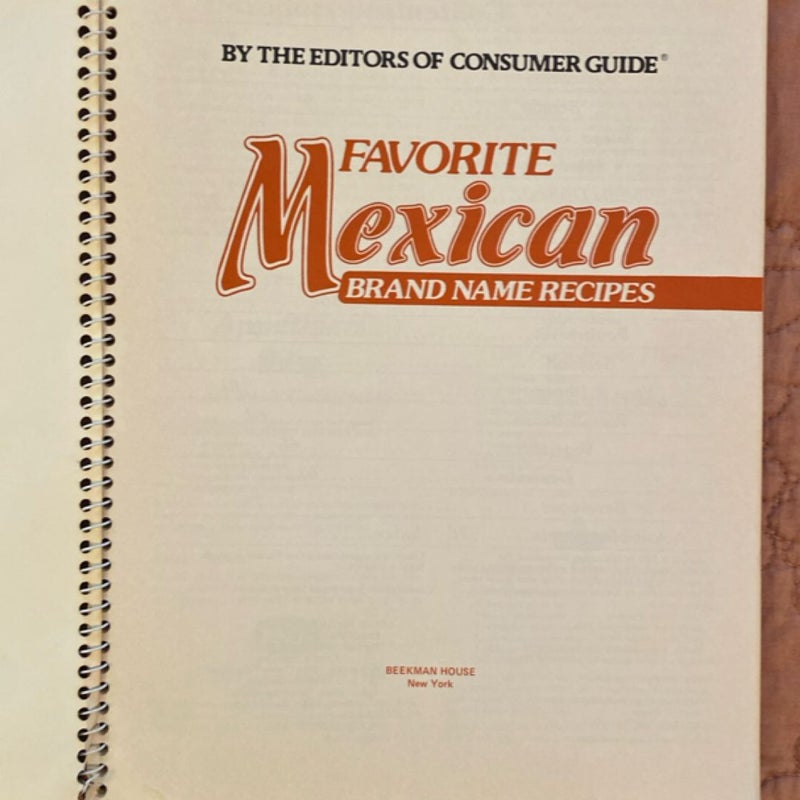 BY THE EDITORS OF CONSUMER GUIDE®
FAVORITE
Mexican
BRAND NAME RECIPES
BEEKMAN HOUSE
New York